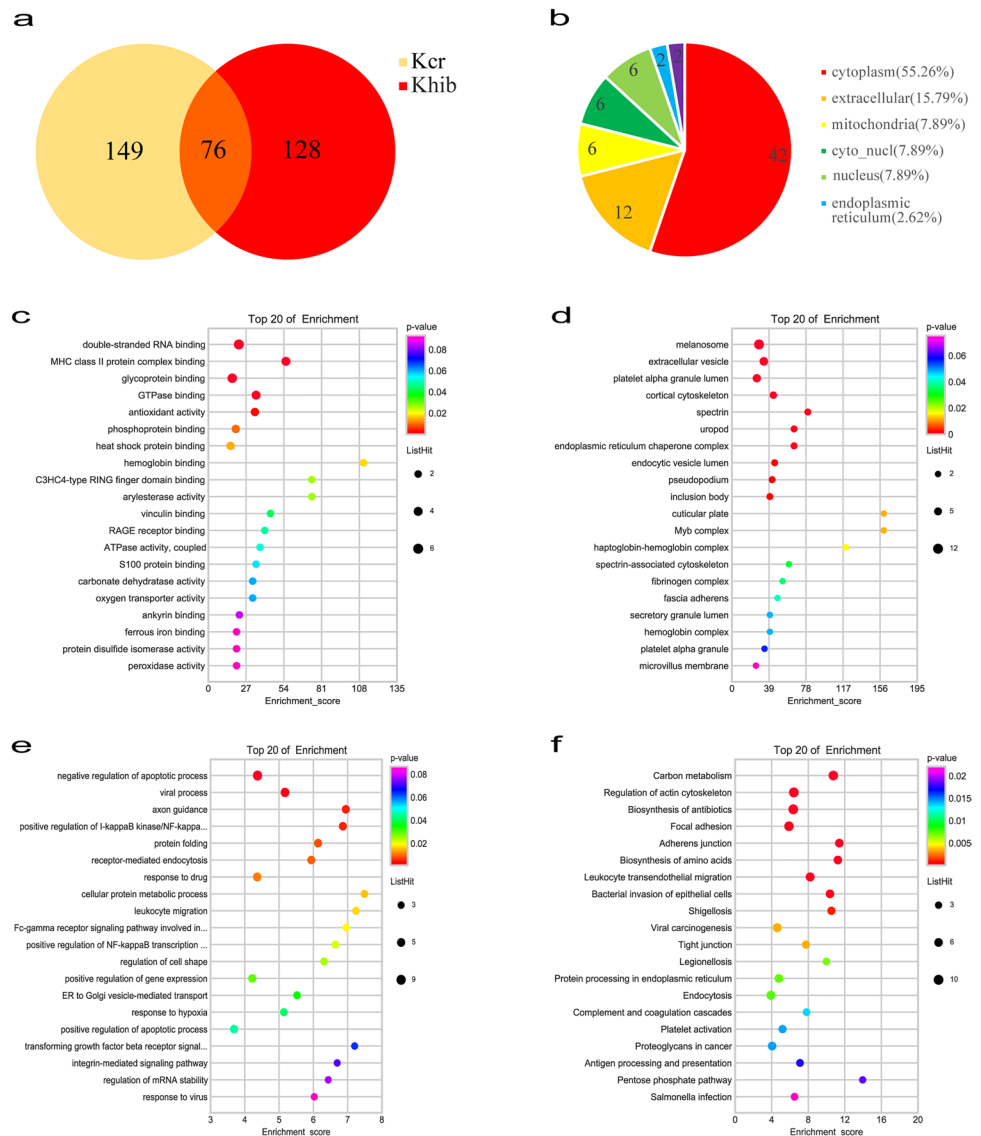 a
149
76
128
Kcr
Khib
b
42
12
6
6
6
2
2
cytoplasm(55.26%)
extracellular(15.79%)
mitochondria(7.89%)
cyto_nucl(7.89%)
nucleus(7.89%)
endoplasmic
reticulum(2.62%)
c
Top 20 of Enrichment
double-stranded RNA binding
MHC class II protein complex binding
glycoprotein binding
GTPase binding
antioxidant activity
phosphoprotein binding
heat shock protein binding
hemoglobin binding
C3HC4-type RING finger domain binding
arylesterase activity
vinculin binding
RAGE receptor binding
ATPase activity, coupled
S100 protein binding
carbonate dehydratase activity
oxygen transporter activity
ankyrin binding
ferrous iron binding
protein disulfide isomerase activity
peroxidase activity
0 27 54 81 108 135
Enrichment_score
p-value
0.08
0.06
0.04
0.02
ListHit
2
4
6
d
Top 20 of Enrichment
melanosome
extracellular vesicle
platelet alpha granule lumen
cortical cytoskeleton
spectrin
uropod
endoplasmic reticulum chaperone complex
endocytic vesicle lumen
pseudopodium
inclusion body
cuticular plate
Myb complex
haptoglobin-hemoglobin complex
spectrin-associated cytoskeleton
fibrinogen complex
fascia adherens
secretory granule lumen
hemoglobin complex
platelet alpha granule
microvillus membrane
0 39 78 117 156 195
Enrichment_score
p-value
0.06
0.04
0.02
0
ListHit
2
5
12
e
Top 20 of Enrichment
negative regulation of apoptotic process
viral process
axon guidance
positive regulation of I-kappaB kinase/NF-kappa...
protein folding
receptor-mediated endocytosis
response to drug
cellular protein metabolic process
leukocyte migration
Fc-gamma receptor signaling pathway involved in...
positive regulation of NF-kappaB transcription ...
regulation of cell shape
positive regulation of gene expression
ER to Golgi vesicle-mediated transport
response to hypoxia
positive regulation of apoptotic process
transforming growth factor beta receptor signal...
integrin-mediated signaling pathway
regulation of mRNA stability
response to virus
3 4 5 6 7 8
Enrichment_score
p-value
0.08
0.06
0.04
0.02
ListHit
3
5
9
f
Top 20 of Enrichment
Carbon metabolism
Regulation of actin cytoskeleton
Biosynthesis of antibiotics
Focal adhesion
Adherens junction
Biosynthesis of amino acids
Leukocyte transendothelial migration
Bacterial invasion of epithelial cells
Shigellosis
Viral carcinogenesis
Tight junction
Legionellosis
Protein processing in endoplasmic reticulum
Endocytosis
Complement and coagulation cascades
Platelet activation
Proteoglycans in cancer
Antigen processing and presentation
Pentose phosphate pathway
Salmonella infection
0 4 8 12 16 20
Enrichment_score
p-value
0.02
0.015
0.01
0.005
ListHit
3
6
10